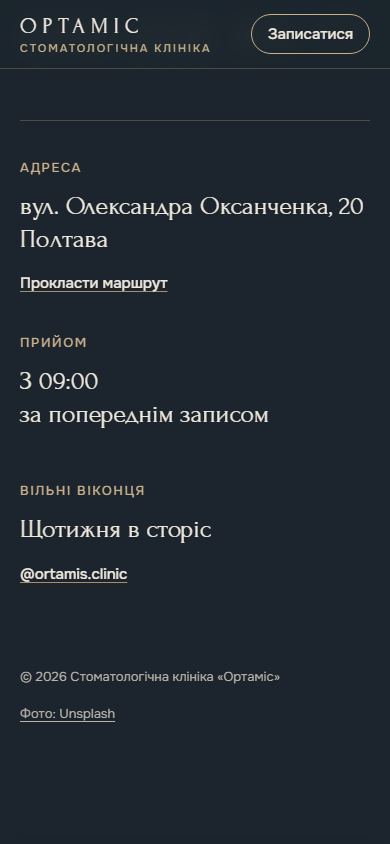 ОРТАМІС
СТОМАТОЛОГІЧНА КЛІНІКА
Записатися
АДРЕСА
вул. Олександра Оксанченка, 20
Полтава
Прокласти маршрут
ПРИЙОМ
З 09:00
за попереднім записом
ВІЛЬНІ ВІКОНЦЯ
Щотижня в сторіс
@ortamis.clinic
© 2026 Стоматологічна клініка «Ортаміс»
Фото: Unsplash